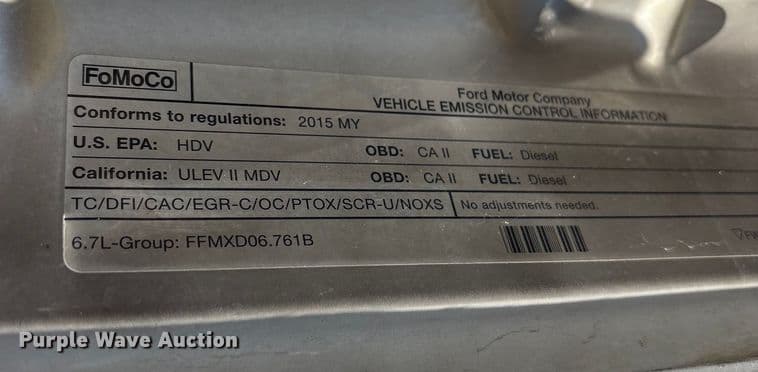 FoMoCo
Ford Motor Company
VEHICLE EMISSION CONTROL INFORMATION
Conforms to regulations: 2015 MY
U.S. EPA: HDV OBD: CA II FUEL: Diesel
California: ULEV II MDV OBD: CA II FUEL: Diesel
TC/DFI/CAC/EGR-C/OC/PTOX/SCR-U/NOXS No adjustments needed.
6.7L-Group: FFMXD06.761B
Purple Wave Auction